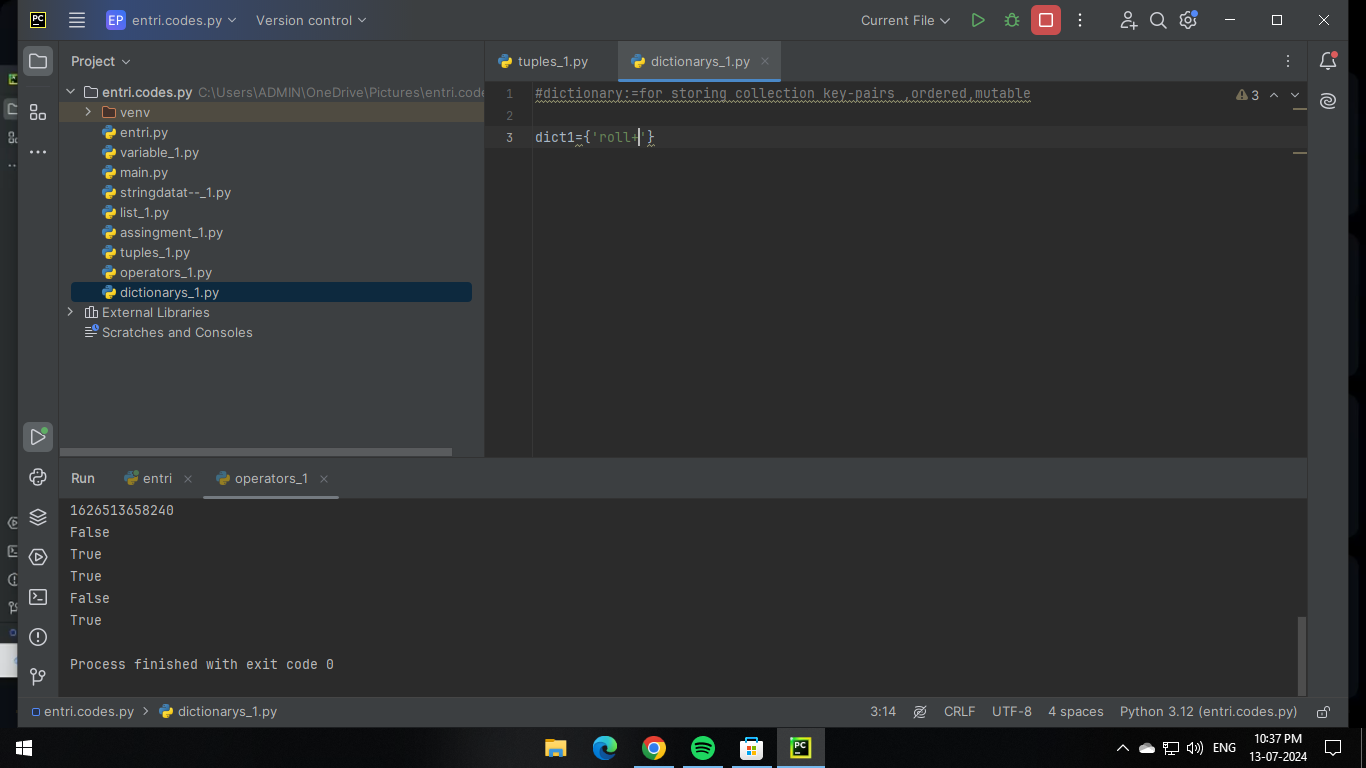 PC
EP entri.codes.py Version control Current File
Project
entri.codes.py C:\Users\ADMIN\OneDrive\Pictures\entri.code
venv
entri.py
variable_1.py
main.py
stringdatat--_1.py
list_1.py
assingment_1.py
tuples_1.py
operators_1.py
dictionarys_1.py
External Libraries
Scratches and Consoles
tuples_1.py dictionarys_1.py
1 #dictionary:=for storing collection key-pairs ,ordered,mutable
3
2
3 dict1={'roll+'}
Run entri operators_1
1626513658240
False
True
True
False
True
Process finished with exit code 0
entri.codes.py > dictionarys_1.py 3:14 CRLF UTF-8 4 spaces Python 3.12 (entri.codes.py)
PC ENG 10:37 PM
13-07-2024